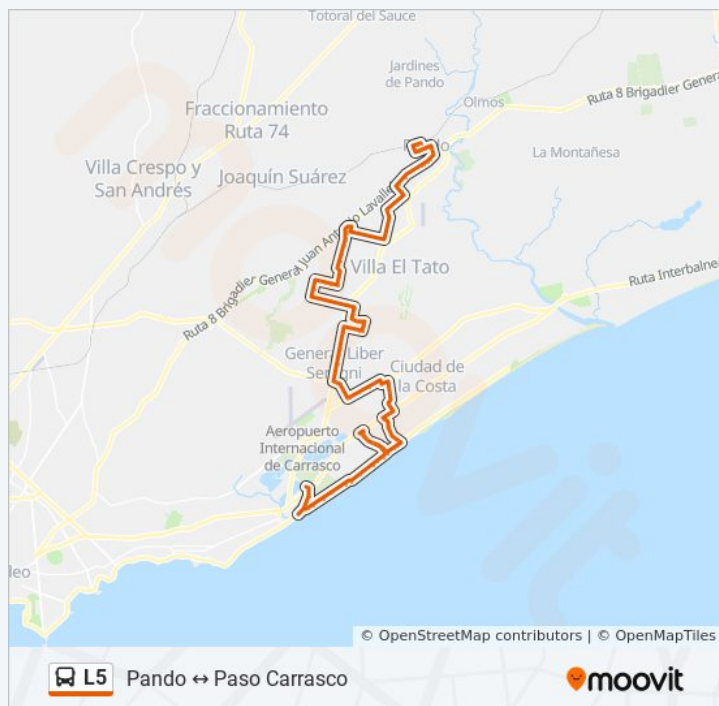 Totoral del Sauce
Jardines
de Pando
Olmos
Ruta 8 Brigadier Genera
Fraccionamiento
Ruta 74
La Montañesa
Villa Crespo y
San Andrés
Joaquín Suárez
Ruta 8 Brigadier General Juan Antonio Lavalle
Villa El Tato
Ruta Interbalnea
General Liber
Seregni
Ciudad de
la Costa
Aeropuerto
Internacional
de Carrasco
deo
© OpenStreetMap contributors | © OpenMapTiles
L5 Pando ↔ Paso Carrasco
moovit